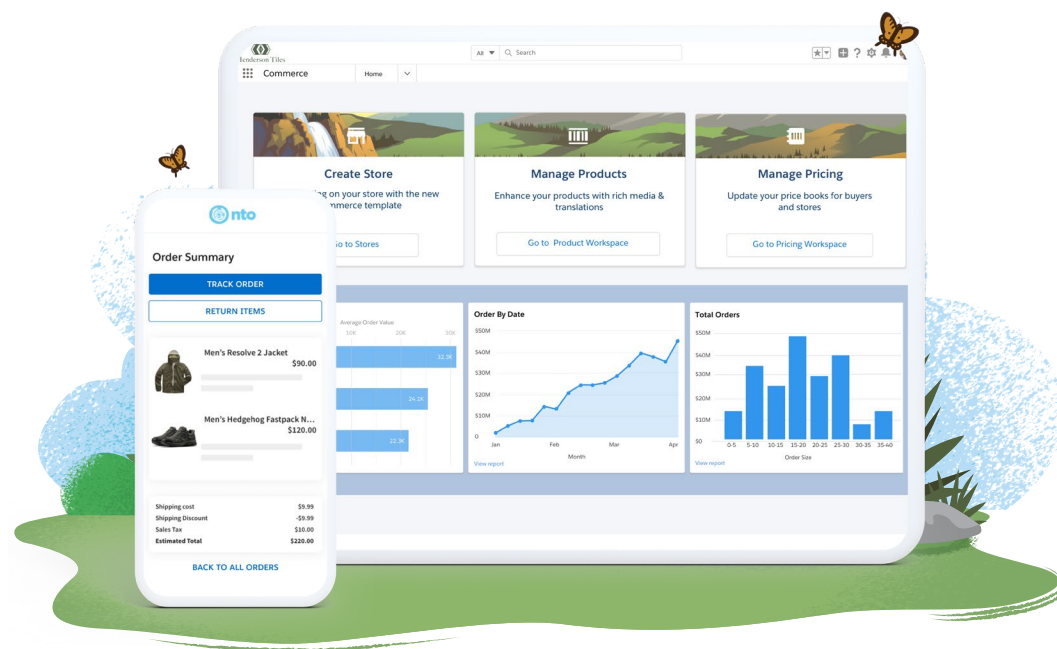 Jenderson Tiles
All
Search
Commerce
Home
Create Store
ng on your store with the new
mmerce template
o to Stores
Manage Products
Enhance your products with rich media &
translations
Go to Product Workspace
Manage Pricing
Update your price books for buyers
and stores
Go to Pricing Workspace
Average Order Value
10K 20K 30K
32.3K
24.1K
22.3K
Order By Date
$50M
$40M
$30M
$20M
$10M
0
Jan Feb Mar Apr
Month
View report
Total Orders
$50M
$40M
$30M
$20M
$10M
$0
0-5 5-10 10-15 15-20 20-25 25-30 30-35 35-40
Order Size
View report
nto
Order Summary
TRACK ORDER
RETURN ITEMS
Men's Resolve 2 Jacket
$90.00
Men's Hedgehog Fastpack N...
$120.00
Shipping cost $9.99
Shipping Discount -$9.99
Sales Tax $10.00
Estimated Total $220.00
BACK TO ALL ORDERS